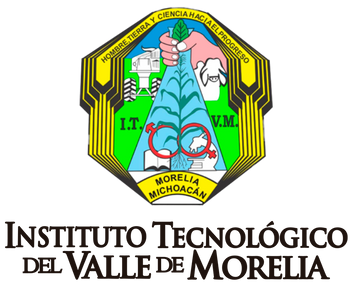 HOMBRE TIERRA Y CIENCIA HACIA EL PROGRESO
I.T. V.M.
MORELIA
MICHOACÁN
INSTITUTO TECNOLÓGICO
DEL VALLE DE MORELIA